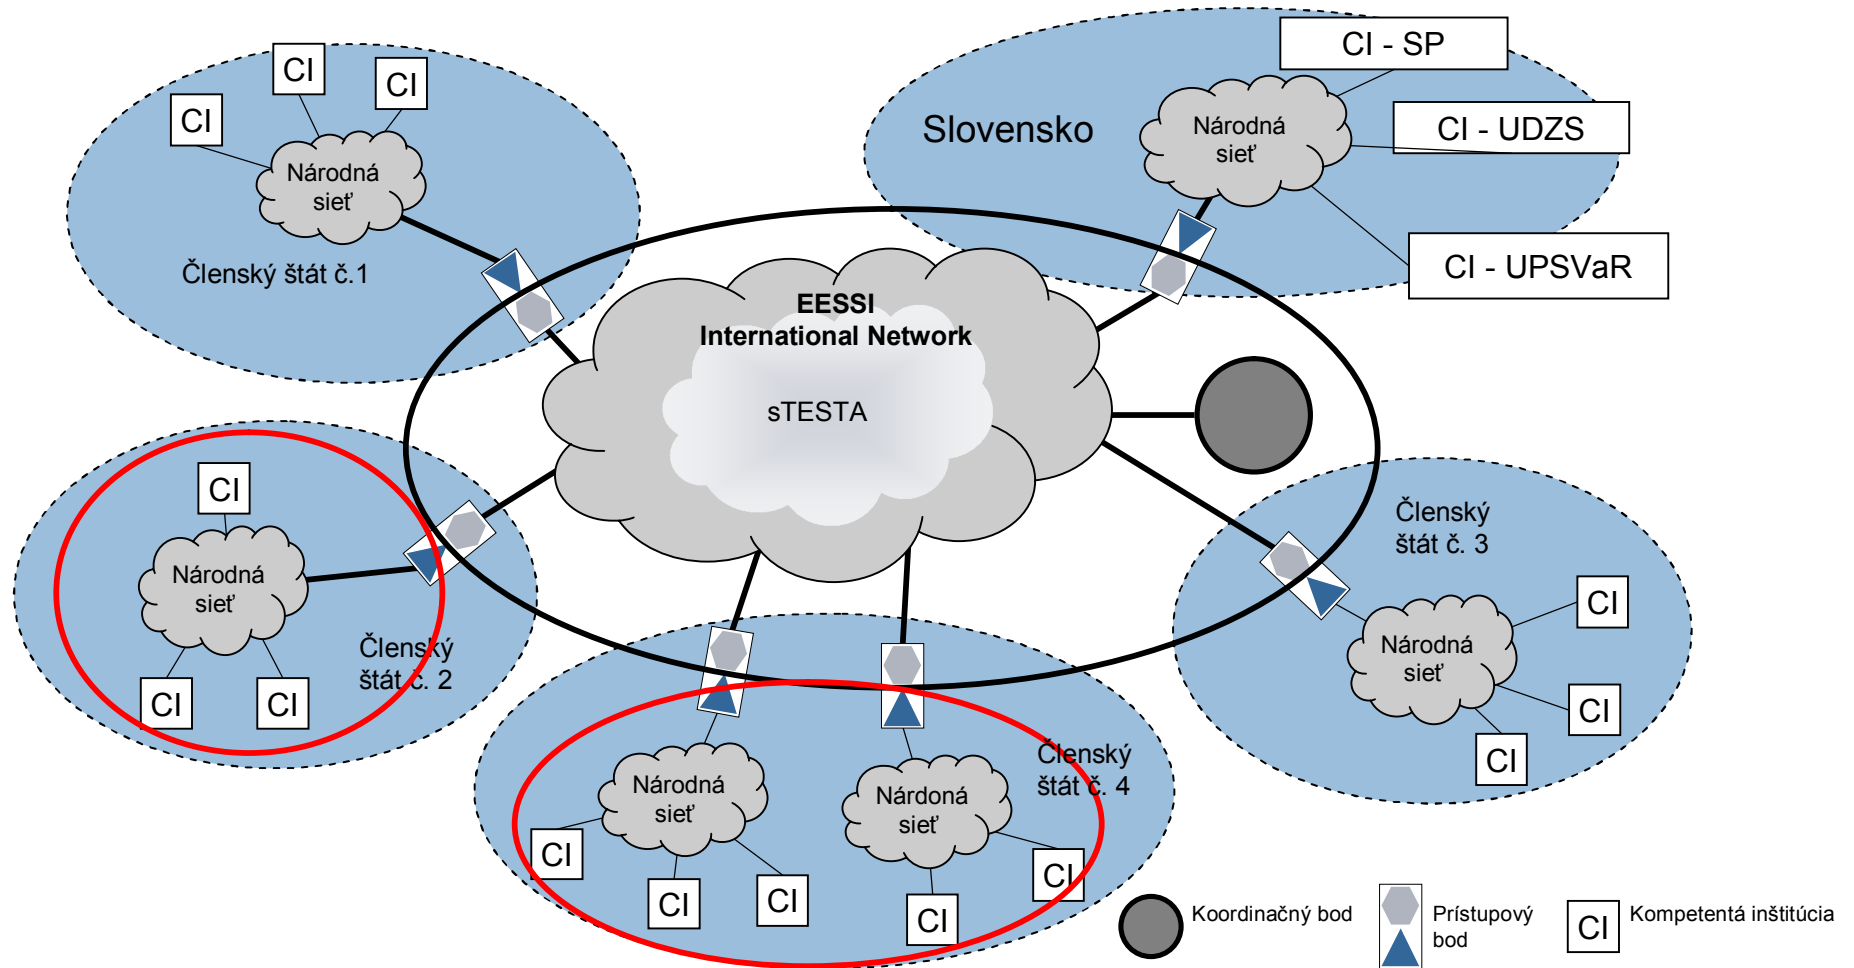 CI
CI
CI
Národná
sieť
Členský štát č.1
Slovensko
CI - SP
Národná
sieť
CI - UDZS
CI - UPSVaR
EESSI
International Network
sTESTA
CI
Národná
sieť
Členský
štát č. 2
CI
CI
Členský
štát č. 3
CI
Národná
sieť
CI
CI
Členský
štát č. 4
Národná
sieť
Nárdoná
sieť
CI
CI
CI
CI
CI
Koordinačný bod
Prístupový
bod
CI
Kompetentá inštitúcia